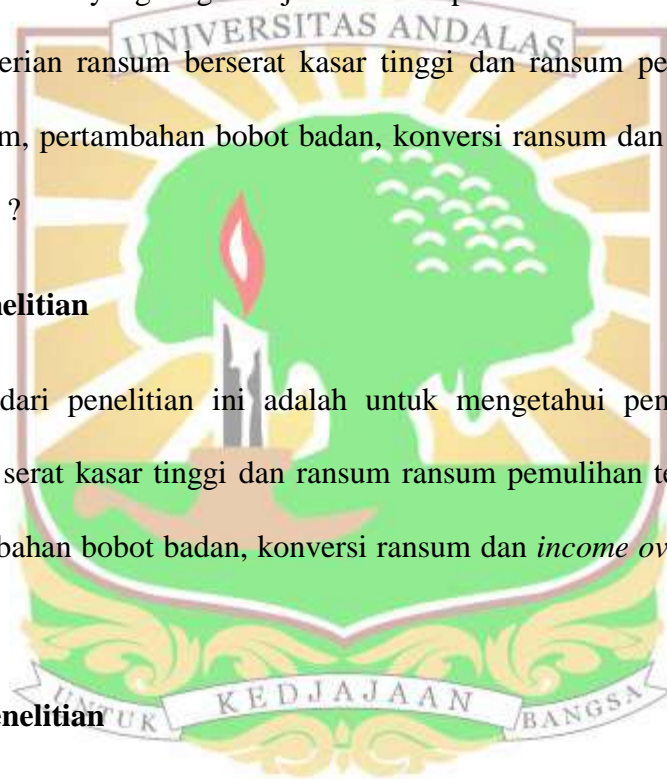 UNIVERSITAS ANDALAS
erian ransum berserat kasar tinggi dan ransum pe
m, pertambahan bobot badan, konversi ransum dan
?
elitian
dari penelitian ini adalah untuk mengetahui pen
serat kasar tinggi dan ransum ransum pemulihan te
bahan bobot badan, konversi ransum dan income ov
UNTUK KEDJAJAAN BANGSA
enelitian